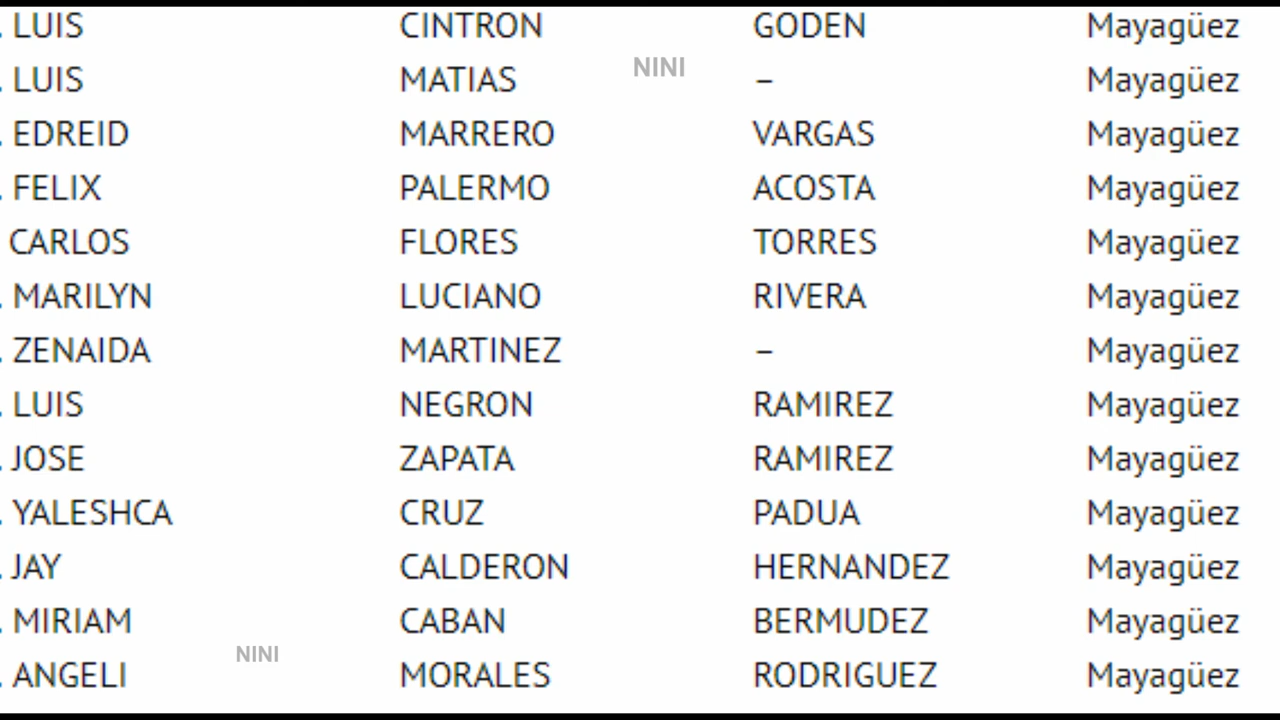 . LUIS CINTRON GODEN Mayagüez
NINI
. LUIS MATIAS – Mayagüez
. EDREID MARRERO VARGAS Mayagüez
. FELIX PALERMO ACOSTA Mayagüez
CARLOS FLORES TORRES Mayagüez
. MARILYN LUCIANO RIVERA Mayagüez
. ZENAIDA MARTINEZ – Mayagüez
. LUIS NEGRON RAMIREZ Mayagüez
. JOSE ZAPATA RAMIREZ Mayagüez
. YALESHCA CRUZ PADUA Mayagüez
. JAY CALDERON HERNANDEZ Mayagüez
. MIRIAM CABAN BERMUDEZ Mayagüez
NINI
. ANGELI MORALES RODRIGUEZ Mayagüez